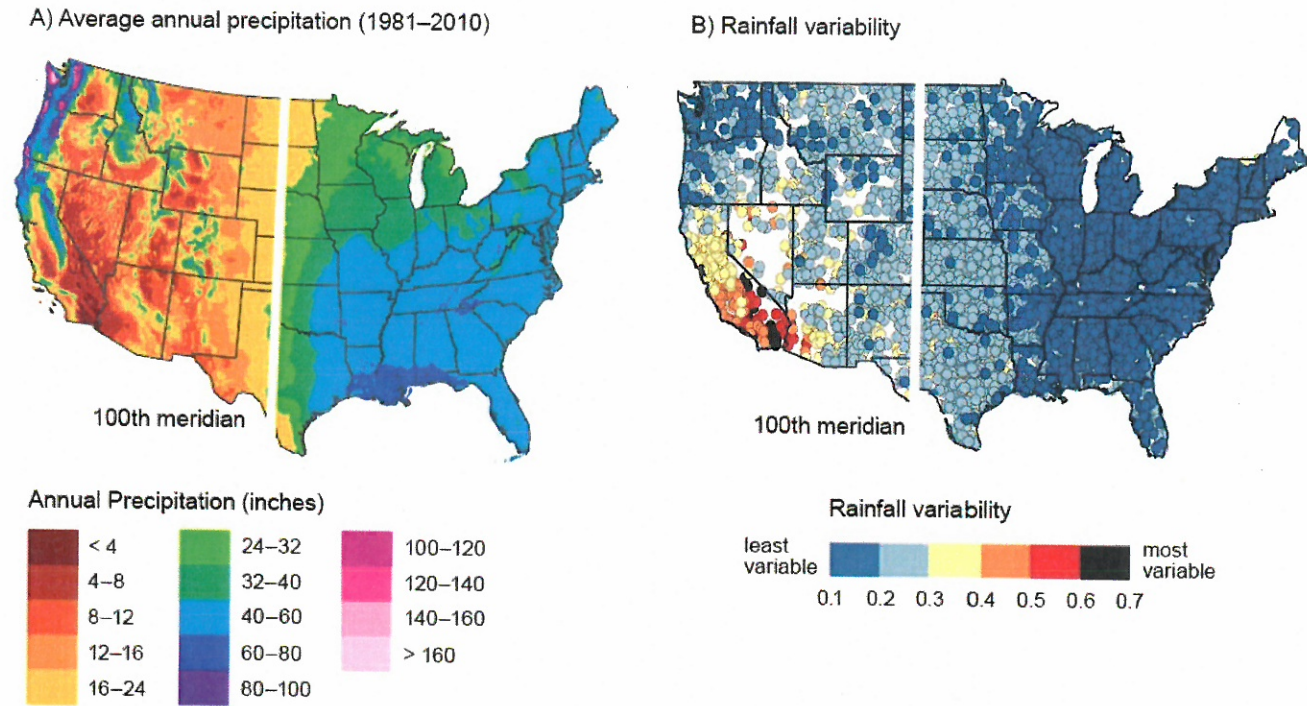 A) Average annual precipitation (1981–2010)
100th meridian
Annual Precipitation (inches)
< 4
4–8
8–12
12–16
16–24
24–32
32–40
40–60
60–80
80–100
100–120
120–140
140–160
> 160
B) Rainfall variability
100th meridian
Rainfall variability
least
variable
most
variable
0.1 0.2 0.3 0.4 0.5 0.6 0.7